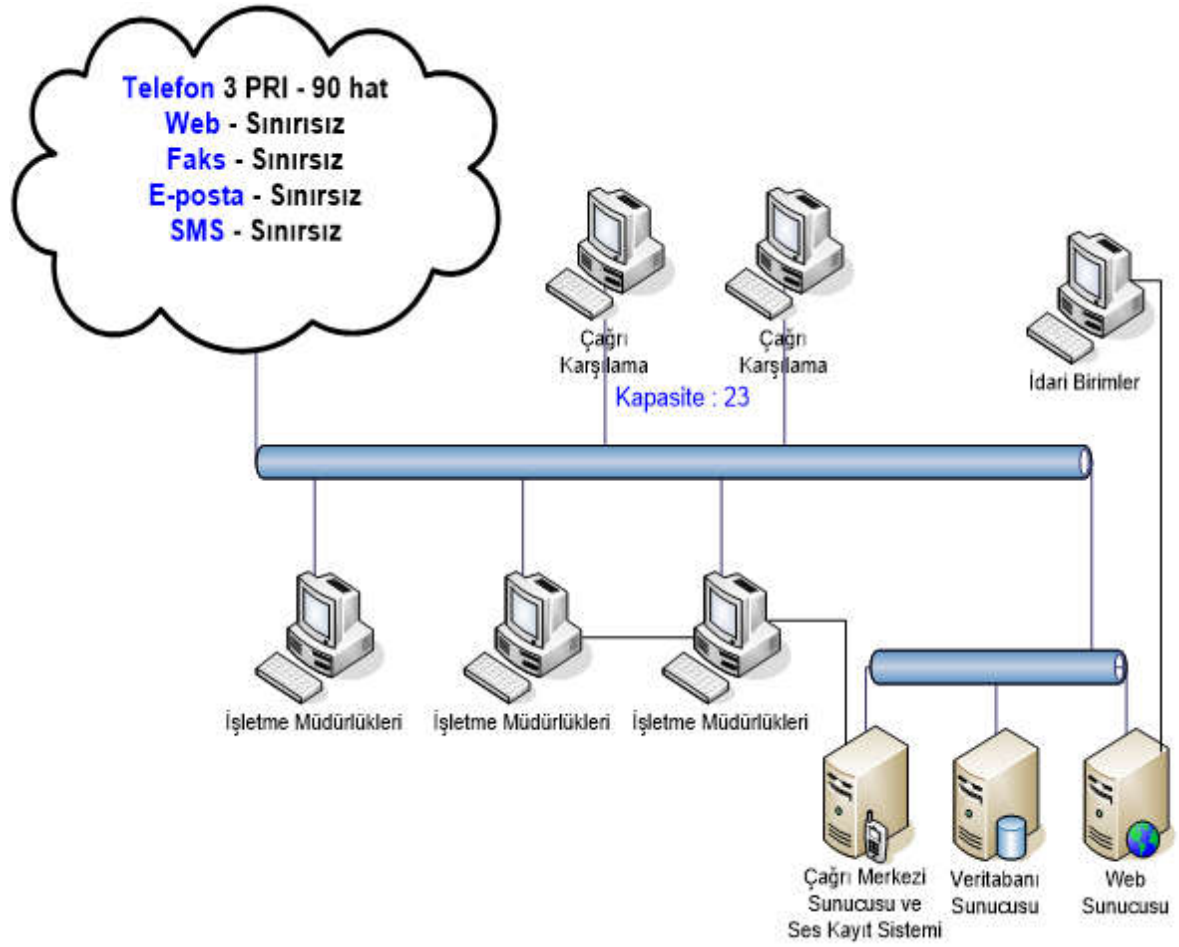 Telefon 3 PRI - 90 hat
Web - Sınırısız
Faks - Sınırsız
E-posta - Sınırsız
SMS - Sınırsız
Çağrı
Karşılama
Çağrı
Karşılama
İdari Birimler
Kapasite : 23
İşletme Müdürlükleri
İşletme Müdürlükleri
İşletme Müdürlükleri
Çağrı Merkezi
Sunucusu ve
Ses Kayıt Sistemi
Veritabanı
Sunucusu
Web
Sunucusu